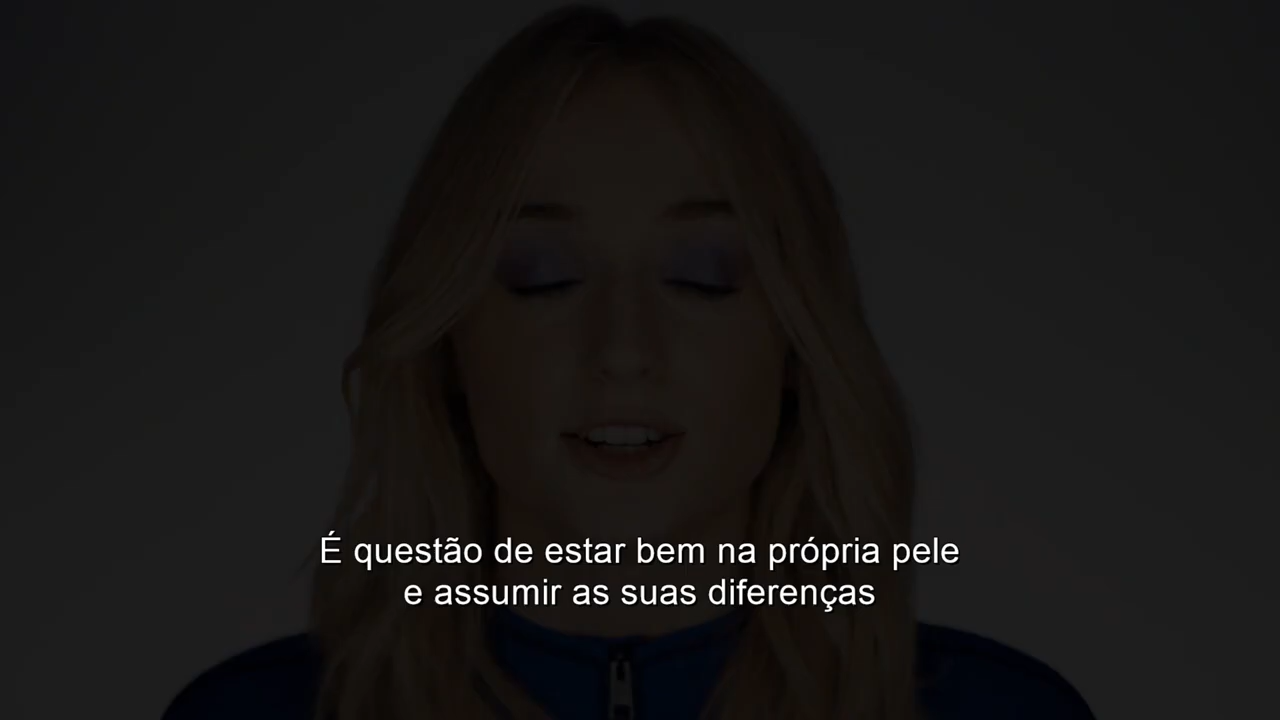 É questão de estar bem na própria pele
e assumir as suas diferenças